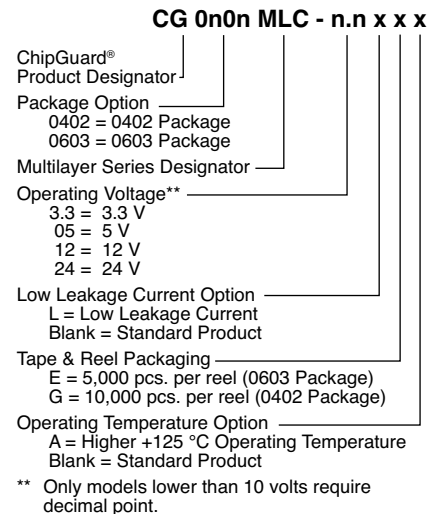 CG 0n0n MLC - n.n x x x
ChipGuard®
Product Designator
Package Option
0402 = 0402 Package
0603 = 0603 Package
Multilayer Series Designator
Operating Voltage**
3.3 = 3.3 V
05 = 5 V
12 = 12 V
24 = 24 V
Low Leakage Current Option
L = Low Leakage Current
Blank = Standard Product
Tape & Reel Packaging
E = 5,000 pcs. per reel (0603 Package)
G = 10,000 pcs. per reel (0402 Package)
Operating Temperature Option
A = Higher +125 °C Operating Temperature
Blank = Standard Product
** Only models lower than 10 volts require
decimal point.